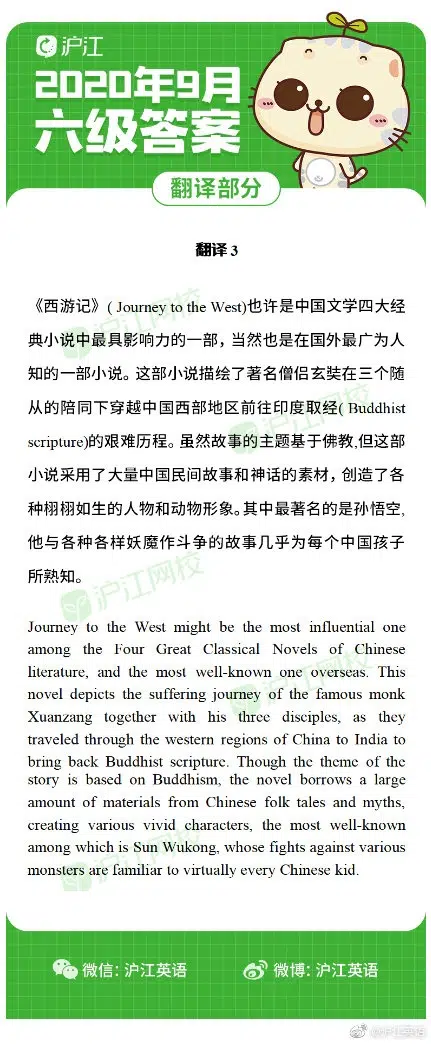 沪江
2020年9月
六级答案
翻译部分
翻译 3
《西游记》( Journey to the West)也许是中国文学四大经
典小说中最具影响力的一部，当然也是在国外最广为人
知的一部小说。这部小说描绘了著名僧侣玄奘在三个随
从的陪同下穿越中国西部地区前往印度取经( Buddhist
scripture)的艰难历程。虽然故事的主题基于佛教,但这部
小说采用了大量中国民间故事和神话的素材，创造了各
种栩栩如生的人物和动物形象。其中最著名的是孙悟空,
他与各种各样妖魔作斗争的故事几乎为每个中国孩子
所熟知。
Journey to the West might be the most influential one
among the Four Great Classical Novels of Chinese
literature, and the most well-known one overseas. This
novel depicts the suffering journey of the famous monk
Xuanzang together with his three disciples, as they
traveled through the western regions of China to India to
bring back Buddhist scripture. Though the theme of the
story is based on Buddhism, the novel borrows a large
amount of materials from Chinese folk tales and myths,
creating various vivid characters, the most well-known
among which is Sun Wukong, whose fights against various
monsters are familiar to virtually every Chinese kid.
沪江网校
沪江网校
沪江网校
沪江网校
微信: 沪江英语
微博: 沪江英语
@沪江英语